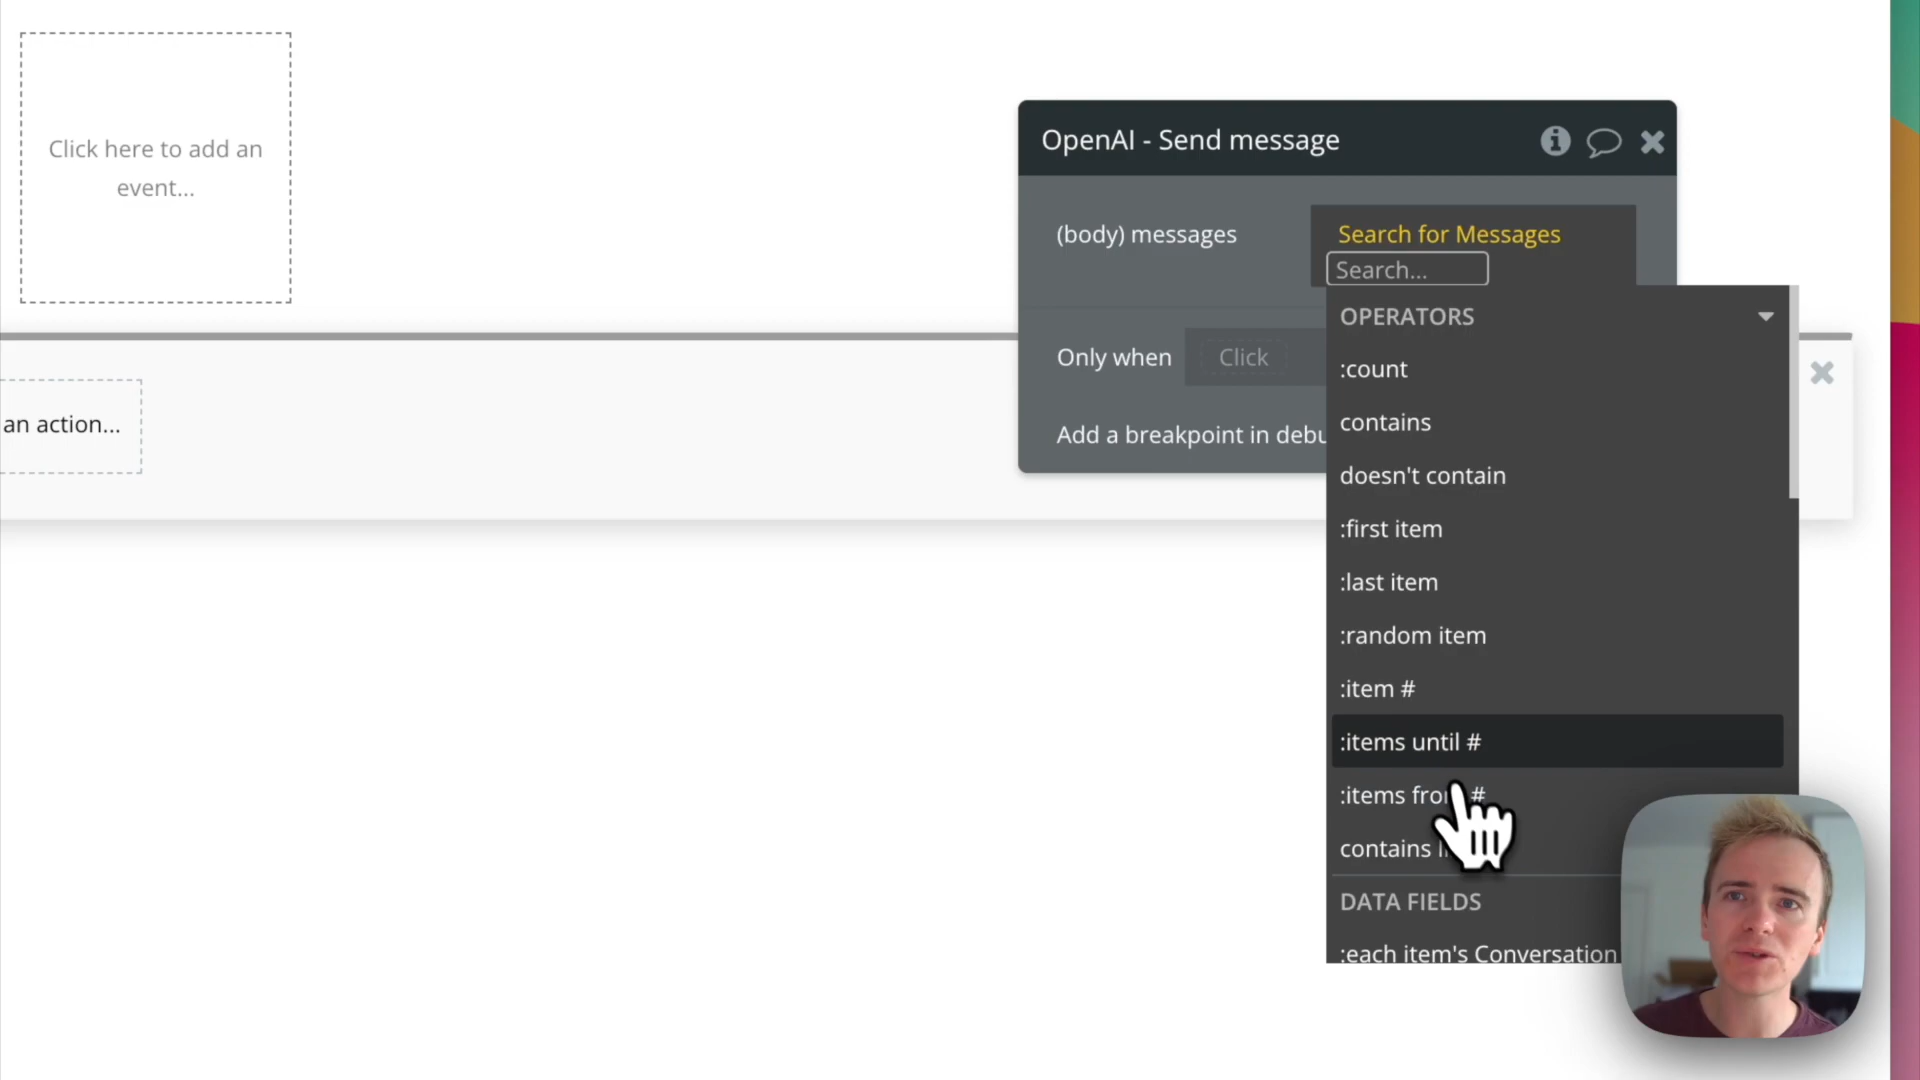 Click here to add an
event...
OpenAI - Send message
(body) messages
Search for Messages
Search...
OPERATORS
:count
Only when
Click
contains
an action...
Add a breakpoint in debu
doesn't contain
:first item
:last item
:random item
:item #
:items until #
:items from #
contains
DATA FIELDS
:each item's Conversation